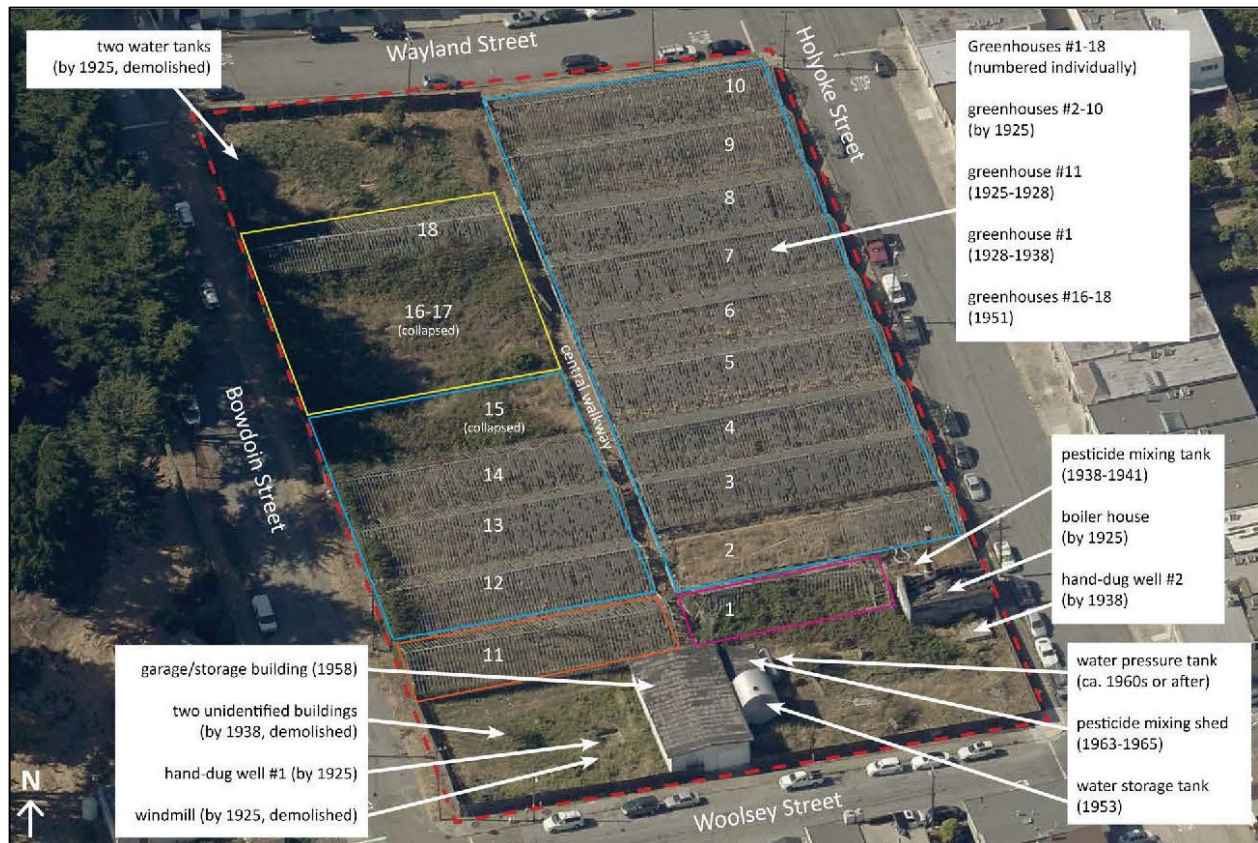 Wayland Street
Holyoke Street
STOP
two water tanks
(by 1925, demolished)
Greenhouses #1-18
(numbered individually)
greenhouses #2-10
(by 1925)
greenhouse #11
(1925-1928)
greenhouse #1
(1928-1938)
greenhouses #16-18
(1951)
10
9
8
7
6
5
4
3
2
1
18
16-17
(collapsed)
15
(collapsed)
14
13
12
11
central walkway
Bowdoin Street
pesticide mixing tank
(1938-1941)
boiler house
(by 1925)
hand-dug well #2
(by 1938)
water pressure tank
(ca. 1960s or after)
pesticide mixing shed
(1963-1965)
water storage tank
(1953)
garage/storage building (1958)
two unidentified buildings
(by 1938, demolished)
hand-dug well #1 (by 1925)
windmill (by 1925, demolished)
N
Woolsey Street